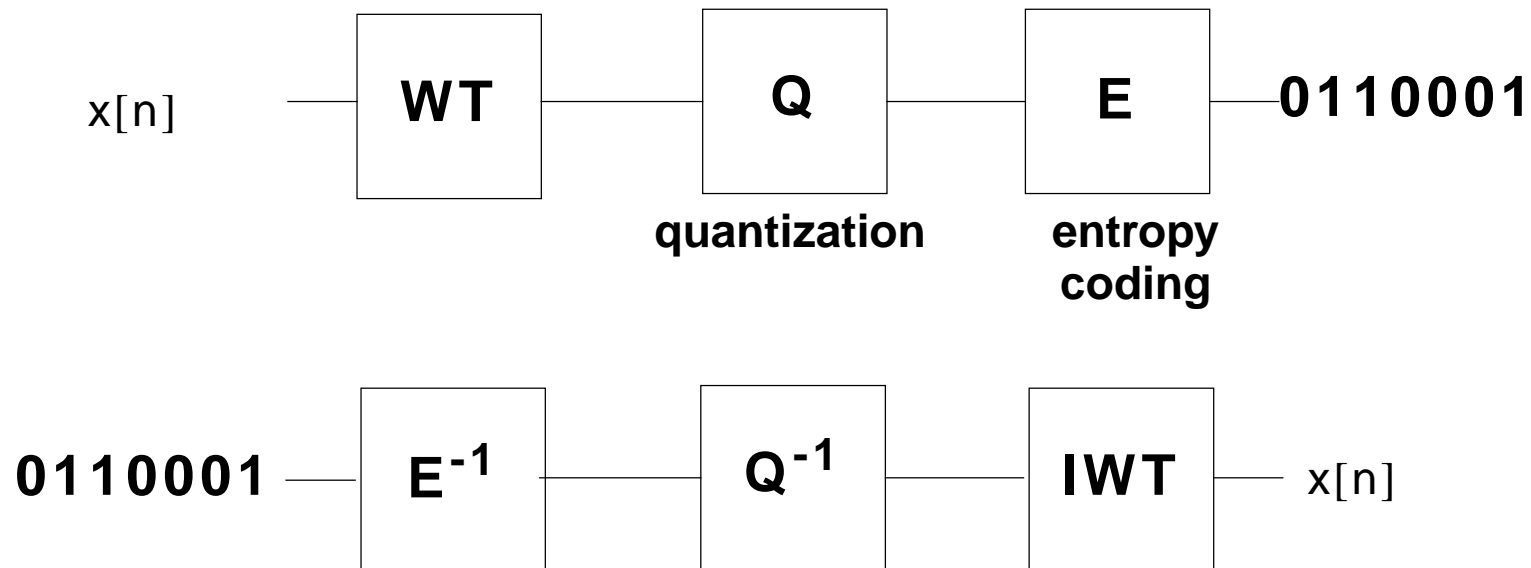 x[n] WT Q E 0110001
quantization entropy
coding
0110001 E⁻¹ Q⁻¹ IWT x[n]